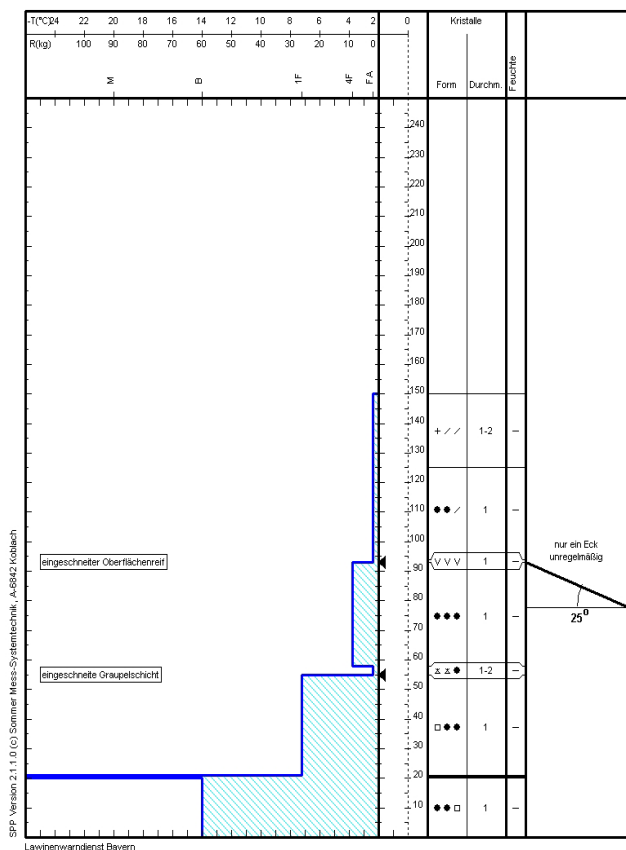 -T(°C) 24 22 20 18 16 14 12 10 8 6 4 2 0 Kristalle
R(kg) 100 90 80 70 60 50 40 30 20 10 0
M B 1F 4F FA Form Durchm. Feuchte
240
230
220
210
200
190
180
170
160
150
140
+ / / 1-2 –
130
120
110
/ 1 –
100
nur ein Eck
unregelmäßig
eingeschneiter Oberflächenreif
90
V V V 1 –
80
70
1 –
25°
60
1-2 –
eingeschneite Graupelschicht
50
40
1 –
30
20
10
1 –
SPP Version 2.1.1.0 (c) Sommer Mess-Systemtechnik, A-6842 Koblach
Lawinenwarndienst Bayern